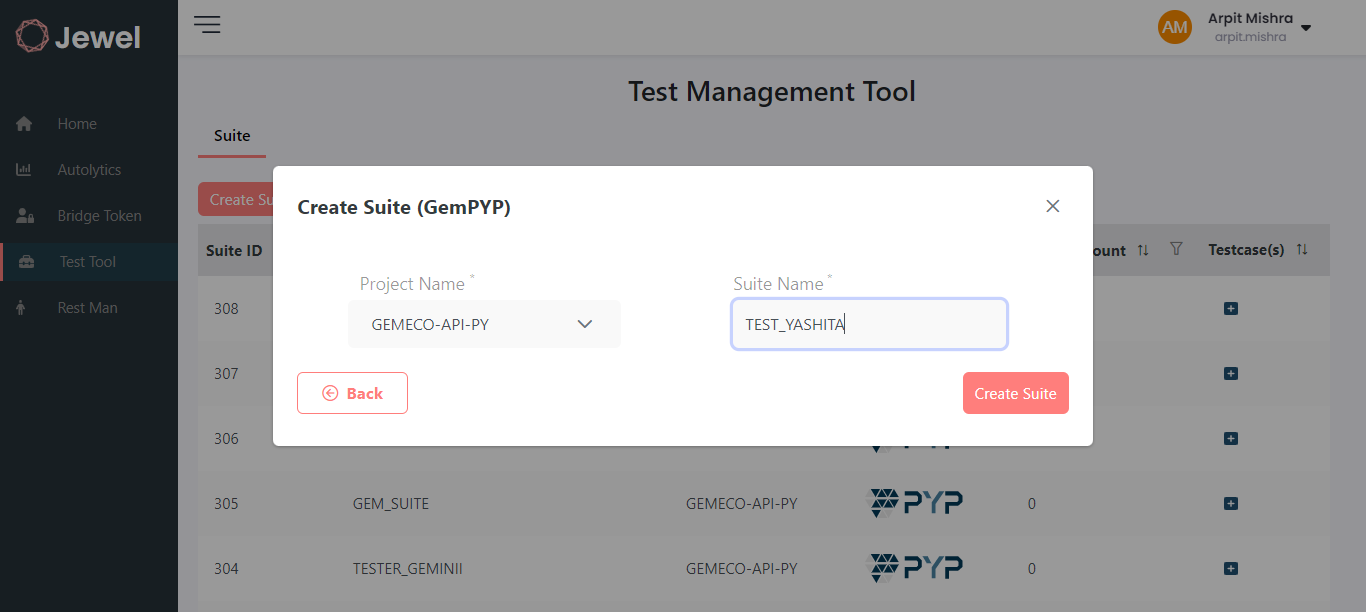 Jewel
AM
Arpit Mishra
arpit.mishra
Home
Autolytics
Bridge Token
Test Tool
Rest Man
Test Management Tool
Suite
Create Su
Create Suite (GemPYP)
Project Name *
Suite Name *
GEMECO-API-PY
TEST_YASHITA
Back
Create Suite
Suite ID
ount
Testcase(s)
308
307
306
305 GEM_SUITE GEMECO-API-PY PYP 0
304 TESTER_GEMINII GEMECO-API-PY PYP 0